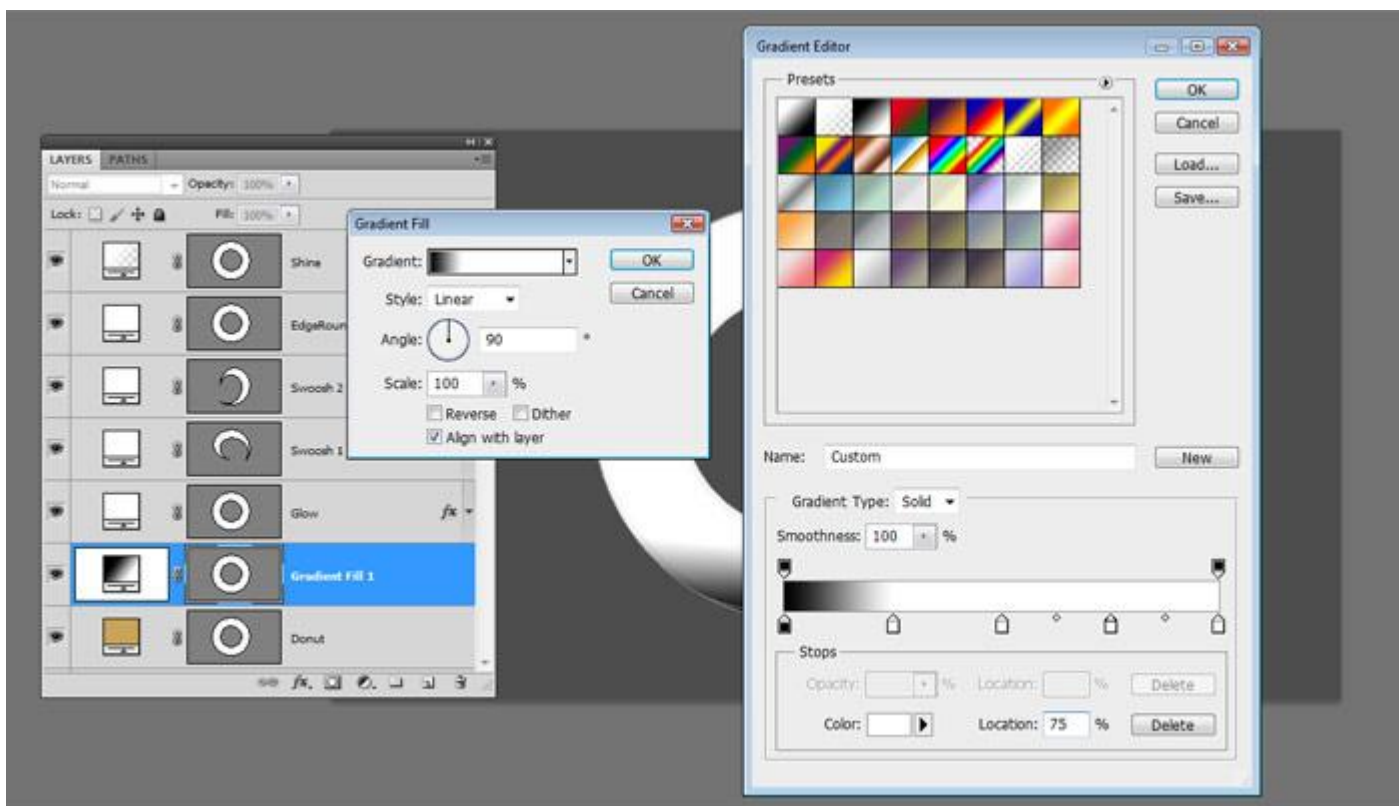 LAYERS PATHS
Normal Opacity: 100%
Lock: Fill: 100%
Shine
EdgeRoun
Swoosh 2
Swoosh 1
Glow fx
Gradient Fill 1
Donut
fx
Gradient Fill
Gradient: OK
Style: Linear Cancel
Angle: 90 °
Scale: 100 %
Reverse Dither
Align with layer
Gradient Editor
Presets
OK
Cancel
Load...
Save...
Name: Custom New
Gradient Type: Solid
Smoothness: 100 %
Stops
Opacity: % Location: % Delete
Color: Location: 75 % Delete